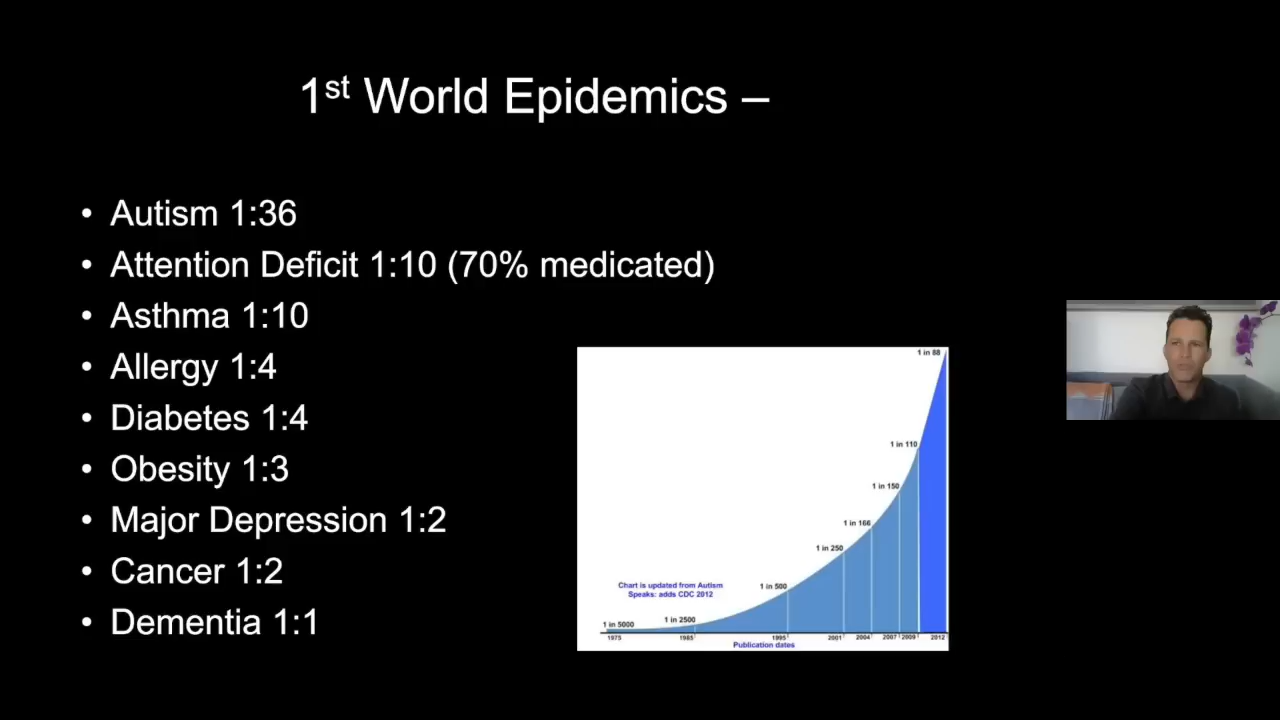 1st World Epidemics –
• Autism 1:36
• Attention Deficit 1:10 (70% medicated)
• Asthma 1:10
• Allergy 1:4
• Diabetes 1:4
• Obesity 1:3
• Major Depression 1:2
• Cancer 1:2
• Dementia 1:1
1 in 88
1 in 110
1 in 150
1 in 166
1 in 250
1 in 500
1 in 2500
1 in 5000
Chart is updated from Autism
Speaks: adds CDC 2012
1975 1985 1995 2001 2004 2007 2009 2012
Publication dates